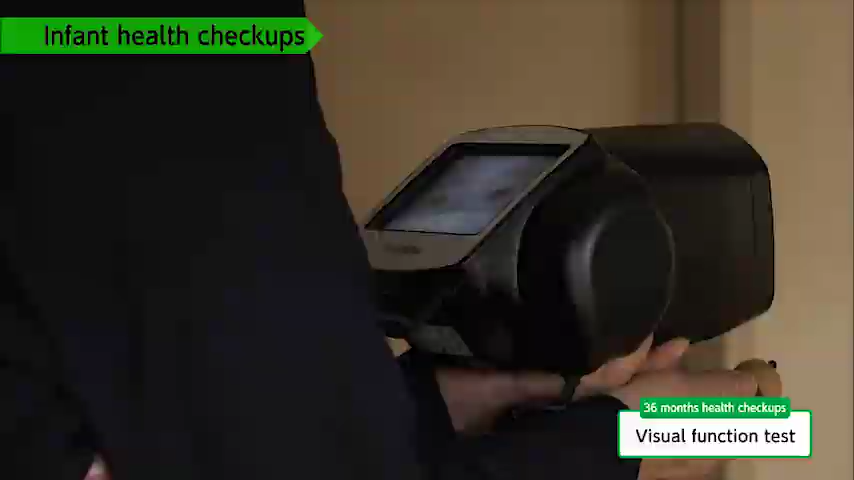 Infant health checkups
36 months health checkups
Visual function test